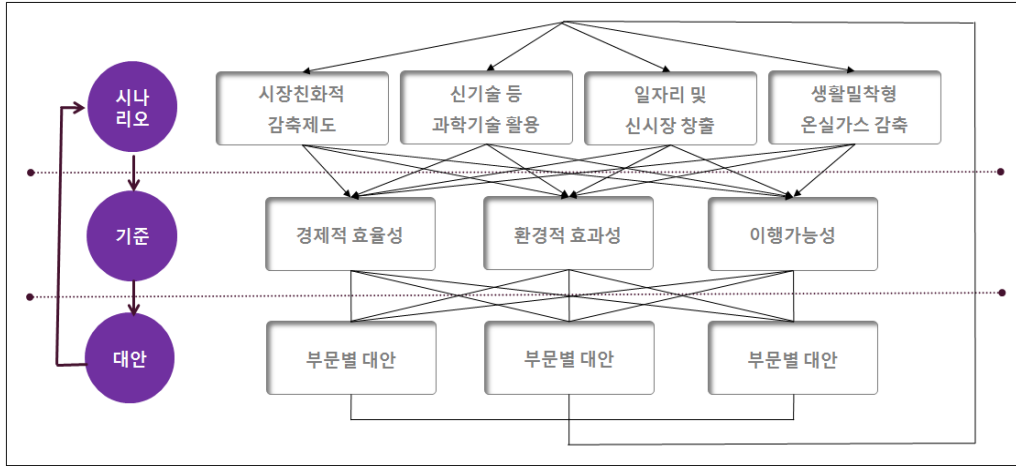 시나
리오
시장친화적
감축제도
신기술 등
과학기술 활용
일자리 및
신시장 창출
생활밀착형
온실가스 감축
기준
경제적 효율성
환경적 효과성
이행가능성
대안
부문별 대안
부문별 대안
부문별 대안